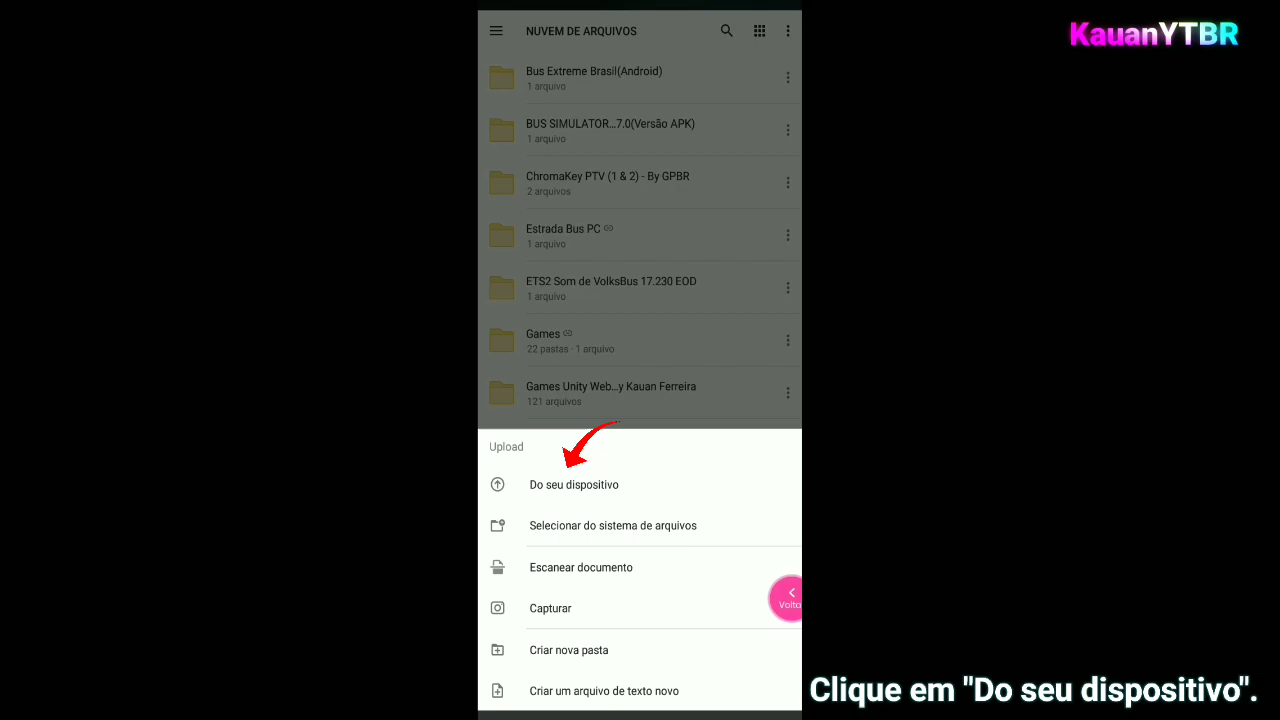 NUVEM DE ARQUIVOS
KauanYTBR
Bus Extreme Brasil(Android)
1 arquivo
BUS SIMULATOR...7.0(Versão APK)
1 arquivo
ChromaKey PTV (1 & 2) - By GPBR
2 arquivos
Estrada Bus PC
1 arquivo
ETS2 Som de VolksBus 17.230 EOD
1 arquivo
Games
22 pastas · 1 arquivo
Games Unity Web...y Kauan Ferreira
121 arquivos
Upload
Do seu dispositivo
Selecionar do sistema de arquivos
Escanear documento
Capturar
Volta
Criar nova pasta
Criar um arquivo de texto novo
Clique em "Do seu dispositivo".